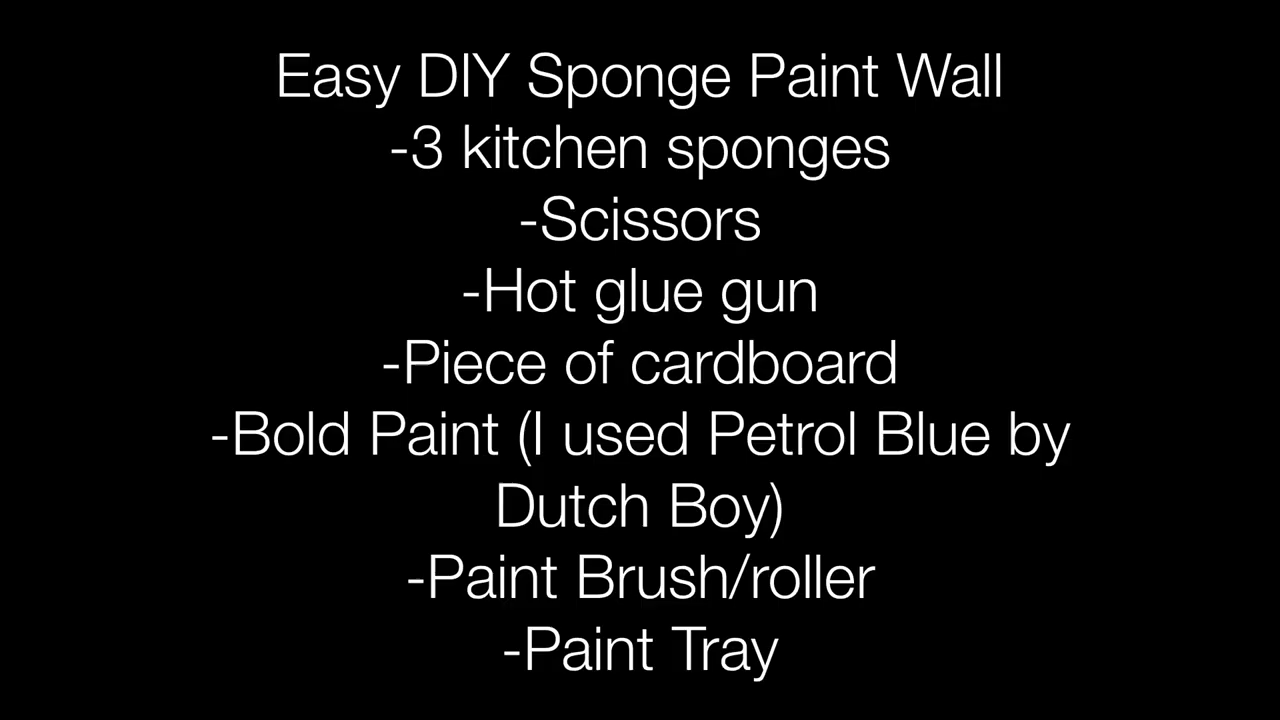 Easy DIY Sponge Paint Wall
-3 kitchen sponges
-Scissors
-Hot glue gun
-Piece of cardboard
-Bold Paint (I used Petrol Blue by
Dutch Boy)
-Paint Brush/roller
-Paint Tray